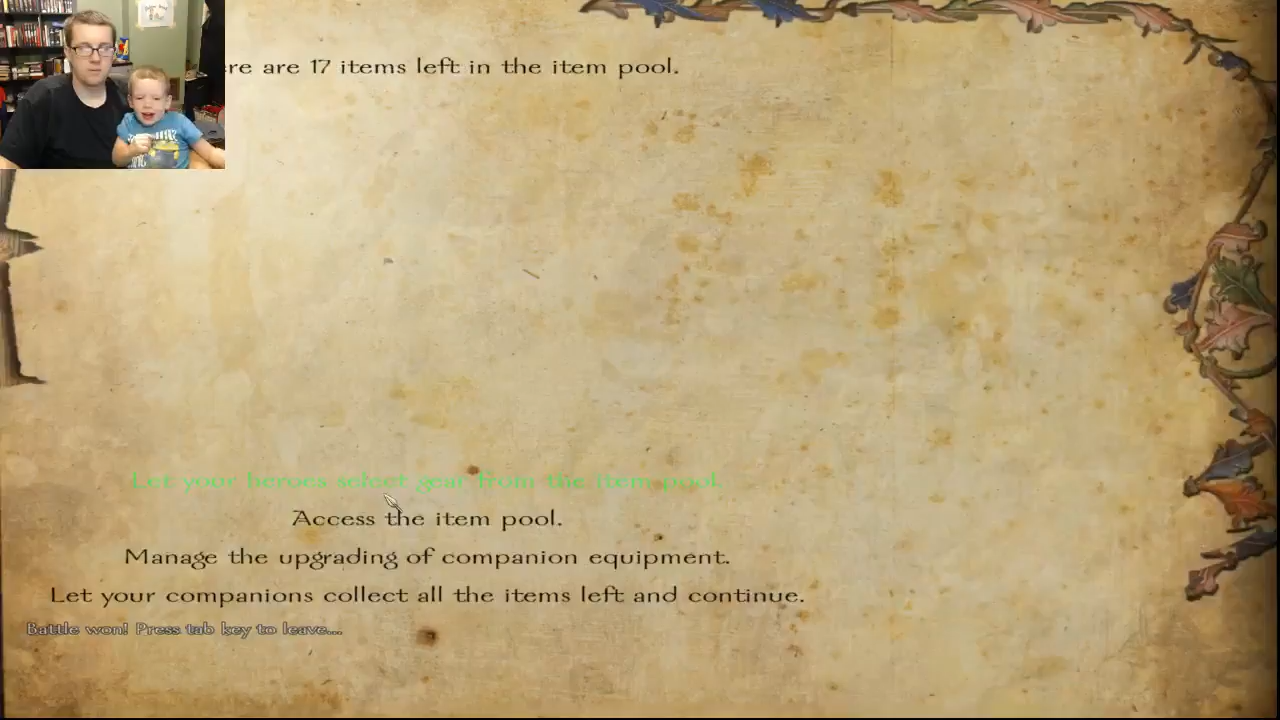 are 17 items left in the item pool.
Let your heroes select gear from the item pool.
Access the item pool.
Manage the upgrading of companion equipment.
Let your companions collect all the items left and continue.
Battle won! Press tab key to leave...